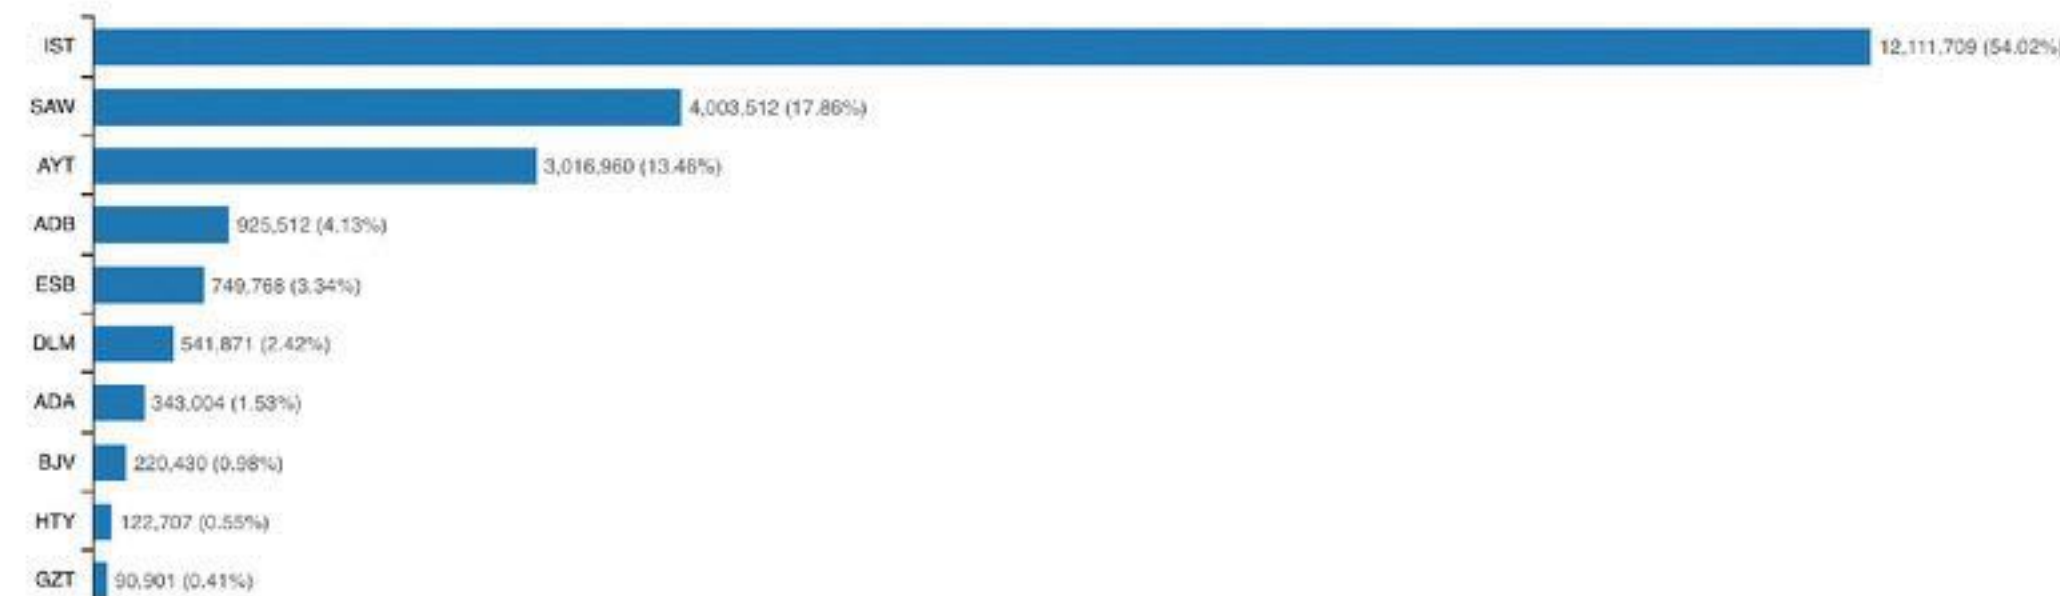 IST 12,111,709 (54.02%)
SAW 4,003,512 (17.86%)
AYT 3,016,960 (13.46%)
ADB 925,512 (4.13%)
ESB 749,768 (3.34%)
DLM 541,871 (2.42%)
ADA 343,004 (1.53%)
BJV 220,430 (0.98%)
HTY 122,707 (0.55%)
GZT 90,901 (0.41%)